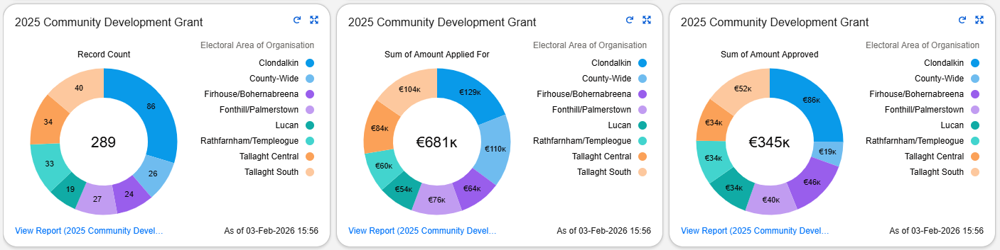 2025 Community Development Grant
Record Count
Electoral Area of Organisation
Clondalkin
County-Wide
Firhouse/Bohernabreena
Fonthill/Palmerstown
Lucan
Rathfarnham/Templeogue
Tallaght Central
Tallaght South
86
26
24
27
19
33
34
40
289
View Report (2025 Community Devel...
As of 03-Feb-2026 15:56
2025 Community Development Grant
Sum of Amount Applied For
Electoral Area of Organisation
Clondalkin
County-Wide
Firhouse/Bohernabreena
Fonthill/Palmerstown
Lucan
Rathfarnham/Templeogue
Tallaght Central
Tallaght South
€129K
€110K
€64K
€76K
€54K
€60K
€84K
€104K
€681K
View Report (2025 Community Devel...
As of 03-Feb-2026 15:56
2025 Community Development Grant
Sum of Amount Approved
Electoral Area of Organisation
Clondalkin
County-Wide
Firhouse/Bohernabreena
Fonthill/Palmerstown
Lucan
Rathfarnham/Templeogue
Tallaght Central
Tallaght South
€86K
€19K
€46K
€40K
€34K
€34K
€34K
€52K
€345K
View Report (2025 Community Devel...
As of 03-Feb-2026 15:56